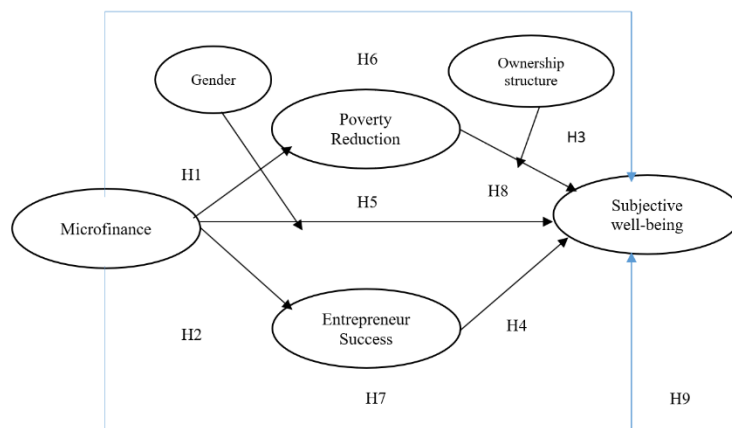 H6
Gender
Ownership
structure
Poverty
Reduction
H3
H1
H8
H5
Microfinance
Subjective
well-being
Entrepreneur
Success
H2
H4
H7
H9